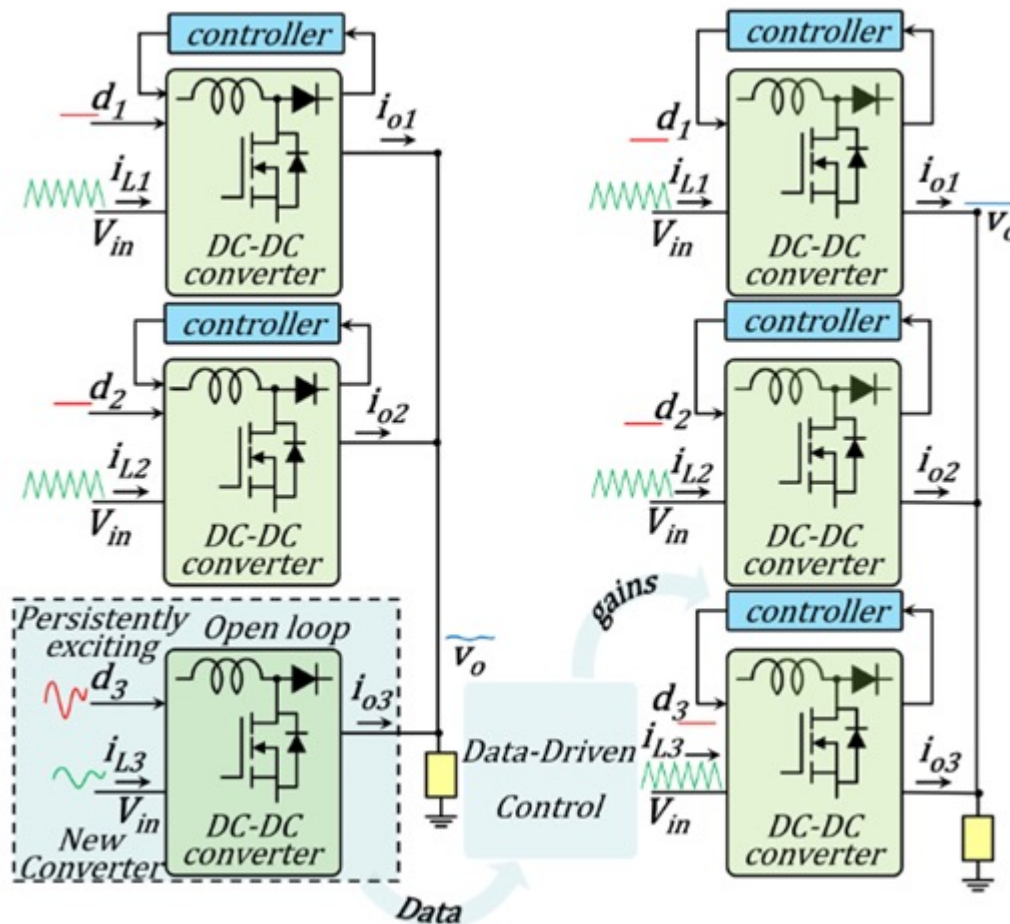 controller
d1
iL1
Vin
io1
DC-DC
converter
controller
d2
iL2
Vin
io2
DC-DC
converter
Persistently
exciting
Open loop
d3
iL3
Vin
io3
New
Converter
DC-DC
converter
vo
Data
Data-Driven
Control
gains
controller
d1
iL1
Vin
io1
vo
DC-DC
converter
controller
d2
iL2
Vin
io2
DC-DC
converter
controller
d3
iL3
Vin
io3
DC-DC
converter